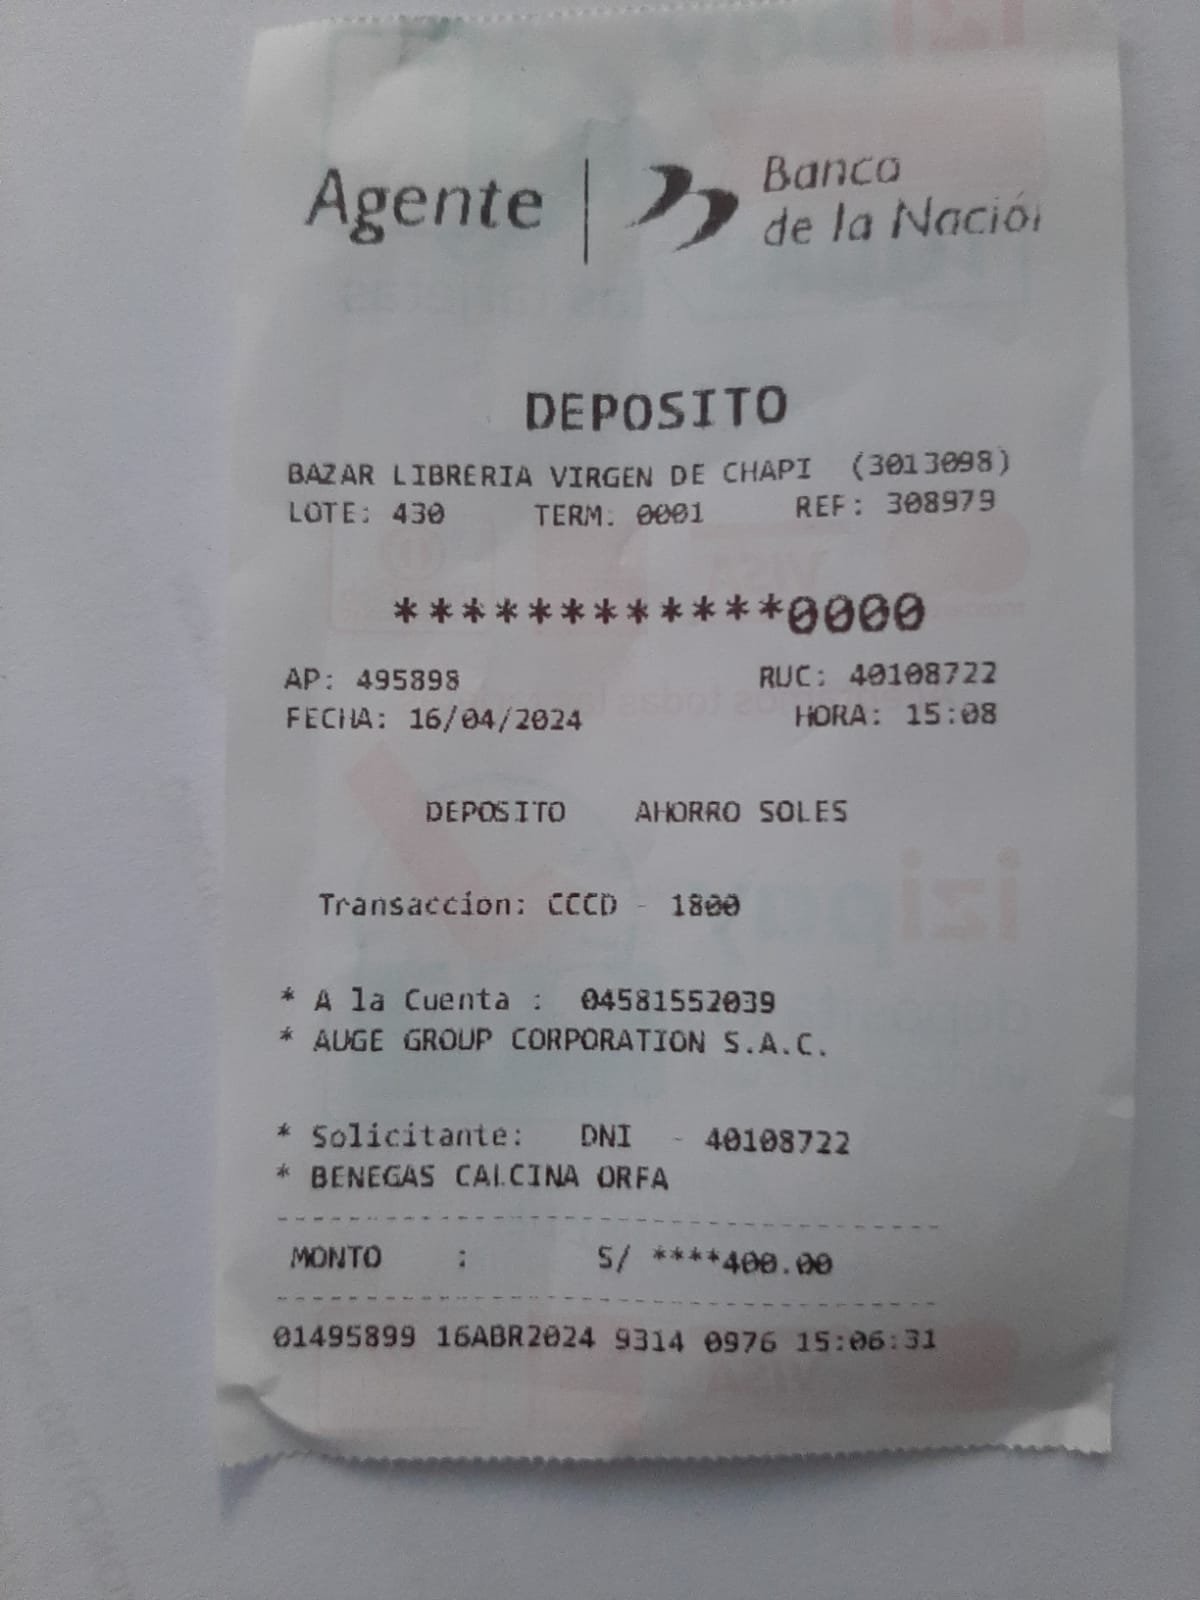 Agente | Banco
de la Nación
DEPOSITO
BAZAR LIBRERIA VIRGEN DE CHAPI (3013098)
LOTE: 430 TERM: 0001 REF: 308979
************0000
AP: 495898 RUC: 40108722
FECHA: 16/04/2024 HORA: 15:08
DEPOSITO AHORRO SOLES
Transaccion: CCCD - 1800
* A la Cuenta : 04581552039
* AUGE GROUP CORPORATION S.A.C.
* Solicitante: DNI - 40108722
* BENEGAS CALCINA ORFA
MONTO : S/ ****400.00
01495899 16ABR2024 9314 0976 15:06:31